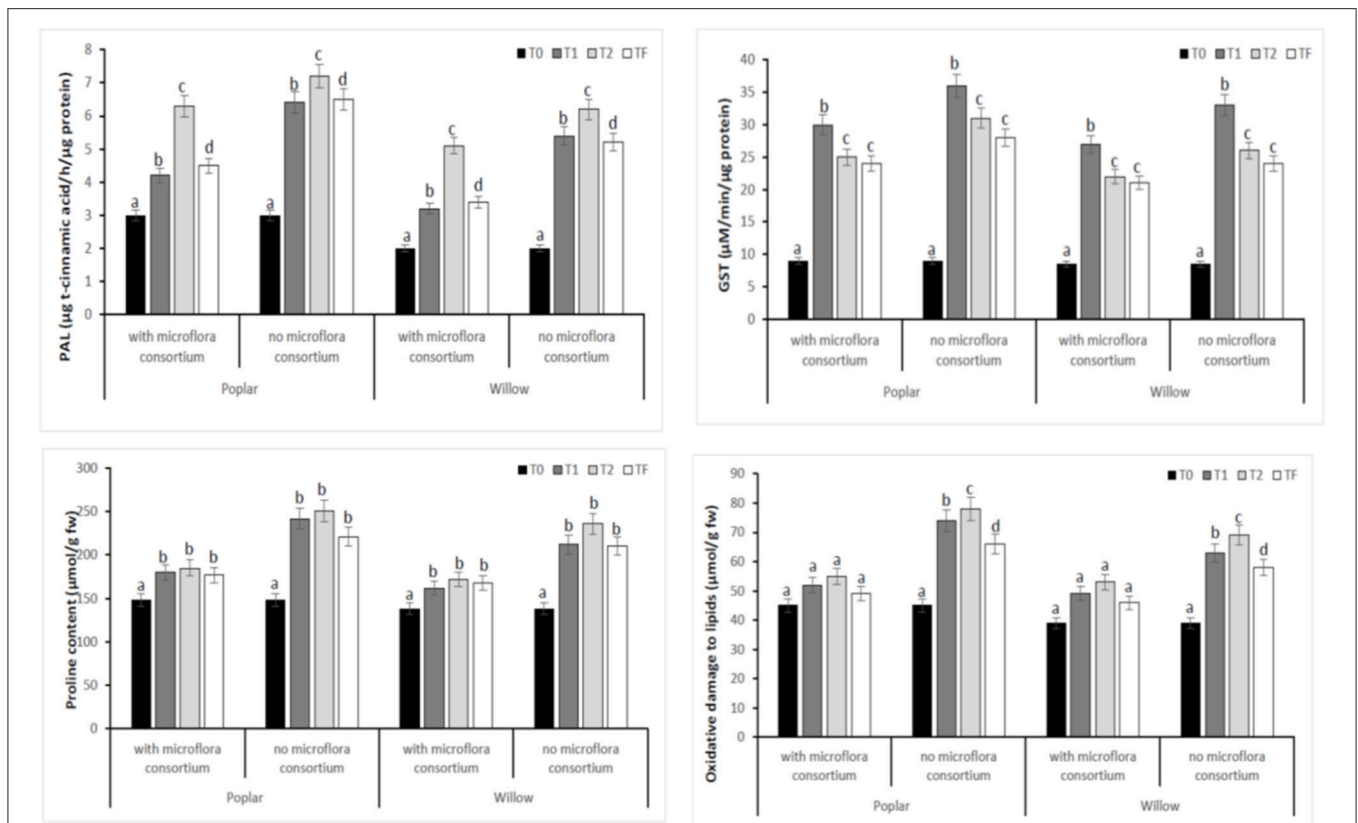 PAL (µg t-cinnamic acid/h/µg protein)
T0 T1 T2 TF
8
7
6
5
4
3
2
1
0
a b c d a b c d a b c d a b c d
with microflora consortium
no microflora consortium
with microflora consortium
no microflora consortium
Poplar Willow
GST (µM/min/µg protein)
T0 T1 T2 TF
40
35
30
25
20
15
10
5
0
a b c c a b c c a b c c a b c c
with microflora consortium
no microflora consortium
with microflora consortium
no microflora consortium
Poplar Willow
Proline content (µmol/g fw)
T0 T1 T2 TF
300
250
200
150
100
50
0
a b b b a b b b a b b b a b b b
with microflora consortium
no microflora consortium
with microflora consortium
no microflora consortium
Poplar Willow
Oxidative damage to lipids (µmol/g fw)
T0 T1 T2 TF
90
80
70
60
50
40
30
20
10
0
a a a a a b c d a a a a a b c d
with microflora consortium
no microflora consortium
with microflora consortium
no microflora consortium
Poplar Willow